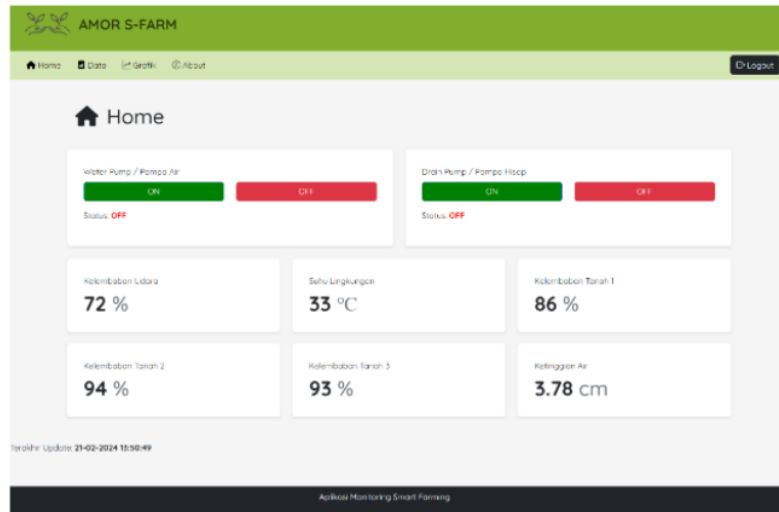 AMOR S-FARM
Home Data Grafik About Logout
Home
Water Pump / Pompa Air
ON OFF
Status: OFF
Drain Pump / Pompa Hisap
ON OFF
Status: OFF
Kelembaban Udara
72 %
Suhu Lingkungan
33 °C
Kelembaban Tanah 1
86 %
Kelembaban Tanah 2
94 %
Kelembaban Tanah 3
93 %
Ketinggian Air
3.78 cm
Terakhir Update: 21-02-2024 13:50:49
Aplikasi Monitoring Smart Farming